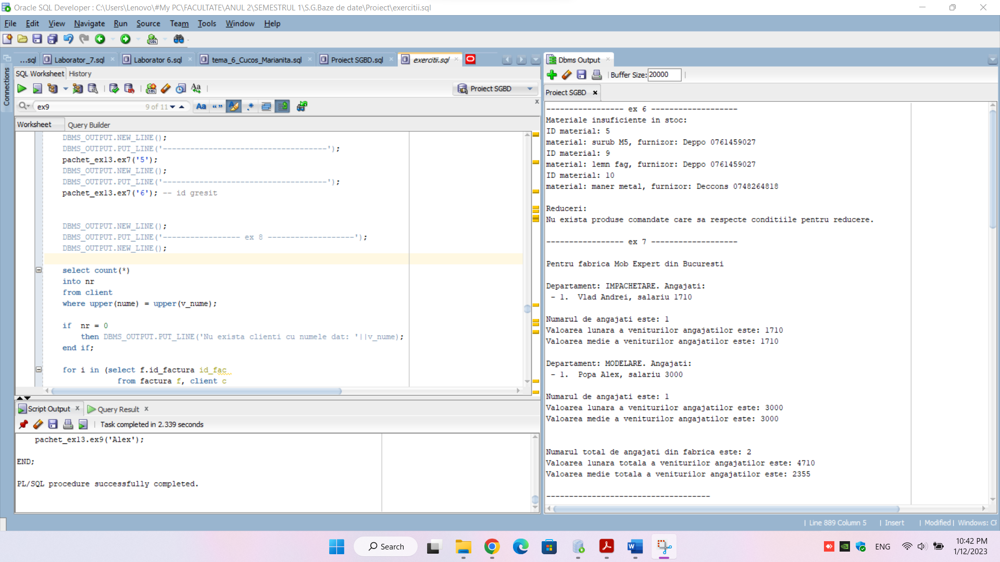 Oracle SQL Developer : C:\Users\Lenovo\#My PC\FACULTATE\ANUL 2\SEMESTRUL 1\S.G.Baze de date\Proiect\exercitii.sql
File Edit View Navigate Run Source Team Tools Window Help
...sql Laborator_7.sql Laborator 6.sql tema_6_Cucos_Marianita.sql Proiect SGBD.sql exercitii.sql
Connections
SQL Worksheet History
Proiect SGBD
ex9 9 of 11
Worksheet Query Builder
DBMS_OUTPUT.NEW_LINE();
DBMS_OUTPUT.PUT_LINE('------------------------------------');
pachet_ex13.ex7('5');
DBMS_OUTPUT.NEW_LINE();
DBMS_OUTPUT.PUT_LINE('------------------------------------');
pachet_ex13.ex7('6'); -- id gresit
DBMS_OUTPUT.NEW_LINE();
DBMS_OUTPUT.PUT_LINE('----------------- ex 8 -------------------');
DBMS_OUTPUT.NEW_LINE();
select count(*)
into nr
from client
where upper(nume) = upper(v_nume);
if nr = 0
then DBMS_OUTPUT.PUT_LINE('Nu exista clienti cu numele dat: '||v_nume);
end if;
for i in (select f.id_factura id_fac
from factura f, client c
Script Output x Query Result x
Task completed in 2.339 seconds
pachet_ex13.ex9('Alex');
END;
PL/SQL procedure successfully completed.
Dbms Output
Buffer Size: 20000
Proiect SGBD
----------------- ex 6 -------------------
Materiale insuficiente in stoc:
ID material: 5
material: surub M5, furnizor: Deppo 0761459027
ID material: 9
material: lemn fag, furnizor: Deppo 0761459027
ID material: 10
material: maner metal, furnizor: Deccons 0748264818
Reduceri:
Nu exista produse comandate care sa respecte conditiile pentru reducere.
----------------- ex 7 -------------------
Pentru fabrica Mob Expert din Bucuresti
Departament: IMPACHETARE. Angajati:
- 1. Vlad Andrei, salariu 1710
Numarul de angajati este: 1
Valoarea lunara a veniturilor angajatilor este: 1710
Valoarea medie a veniturilor angajatilor este: 1710
Departament: MODELARE. Angajati:
- 1. Popa Alex, salariu 3000
Numarul de angajati este: 1
Valoarea lunara a veniturilor angajatilor este: 3000
Valoarea medie a veniturilor angajatilor este: 3000
Numarul total de angajati din fabrica este: 2
Valoarea lunara totala a veniturilor angajatilor este: 4710
Valoarea medie totala a veniturilor angajatilor este: 2355
------------------------------------
Line 889 Column 5 Insert Modified Windows: CF
Search
ENG
10:42 PM
1/12/2023